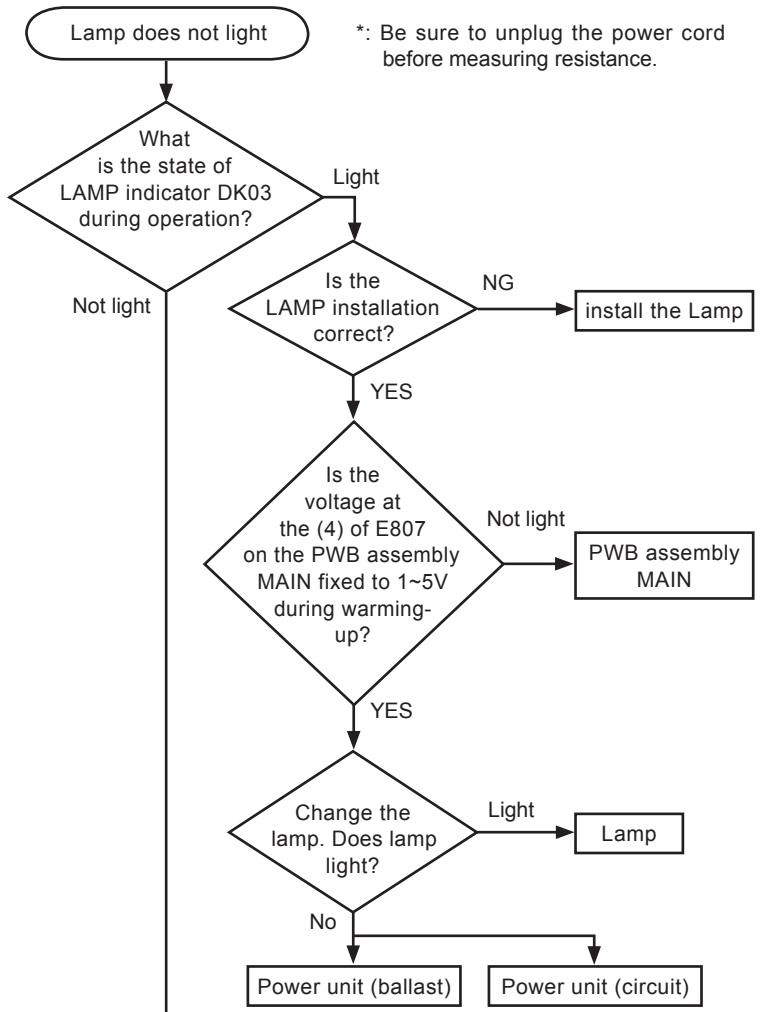 Lamp does not light
*: Be sure to unplug the power cord
before measuring resistance.
What
is the state of
LAMP indicator DK03
during operation?
Light
Not light
Is the
LAMP installation
correct?
NG
install the Lamp
YES
Is the
voltage at
the (4) of E807
on the PWB assembly
MAIN fixed to 1~5V
during warming-
up?
Not light
PWB assembly
MAIN
YES
Change the
lamp. Does lamp
light?
Light
Lamp
No
Power unit (ballast)
Power unit (circuit)